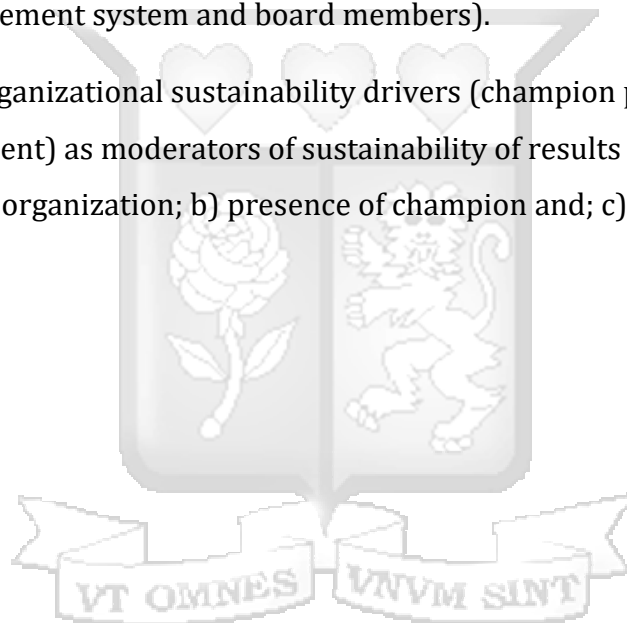 ement system and board members).
ganizational sustainability drivers (champion p
ent) as moderators of sustainability of results
organization; b) presence of champion and; c)
VT OMNES VNVM SINT